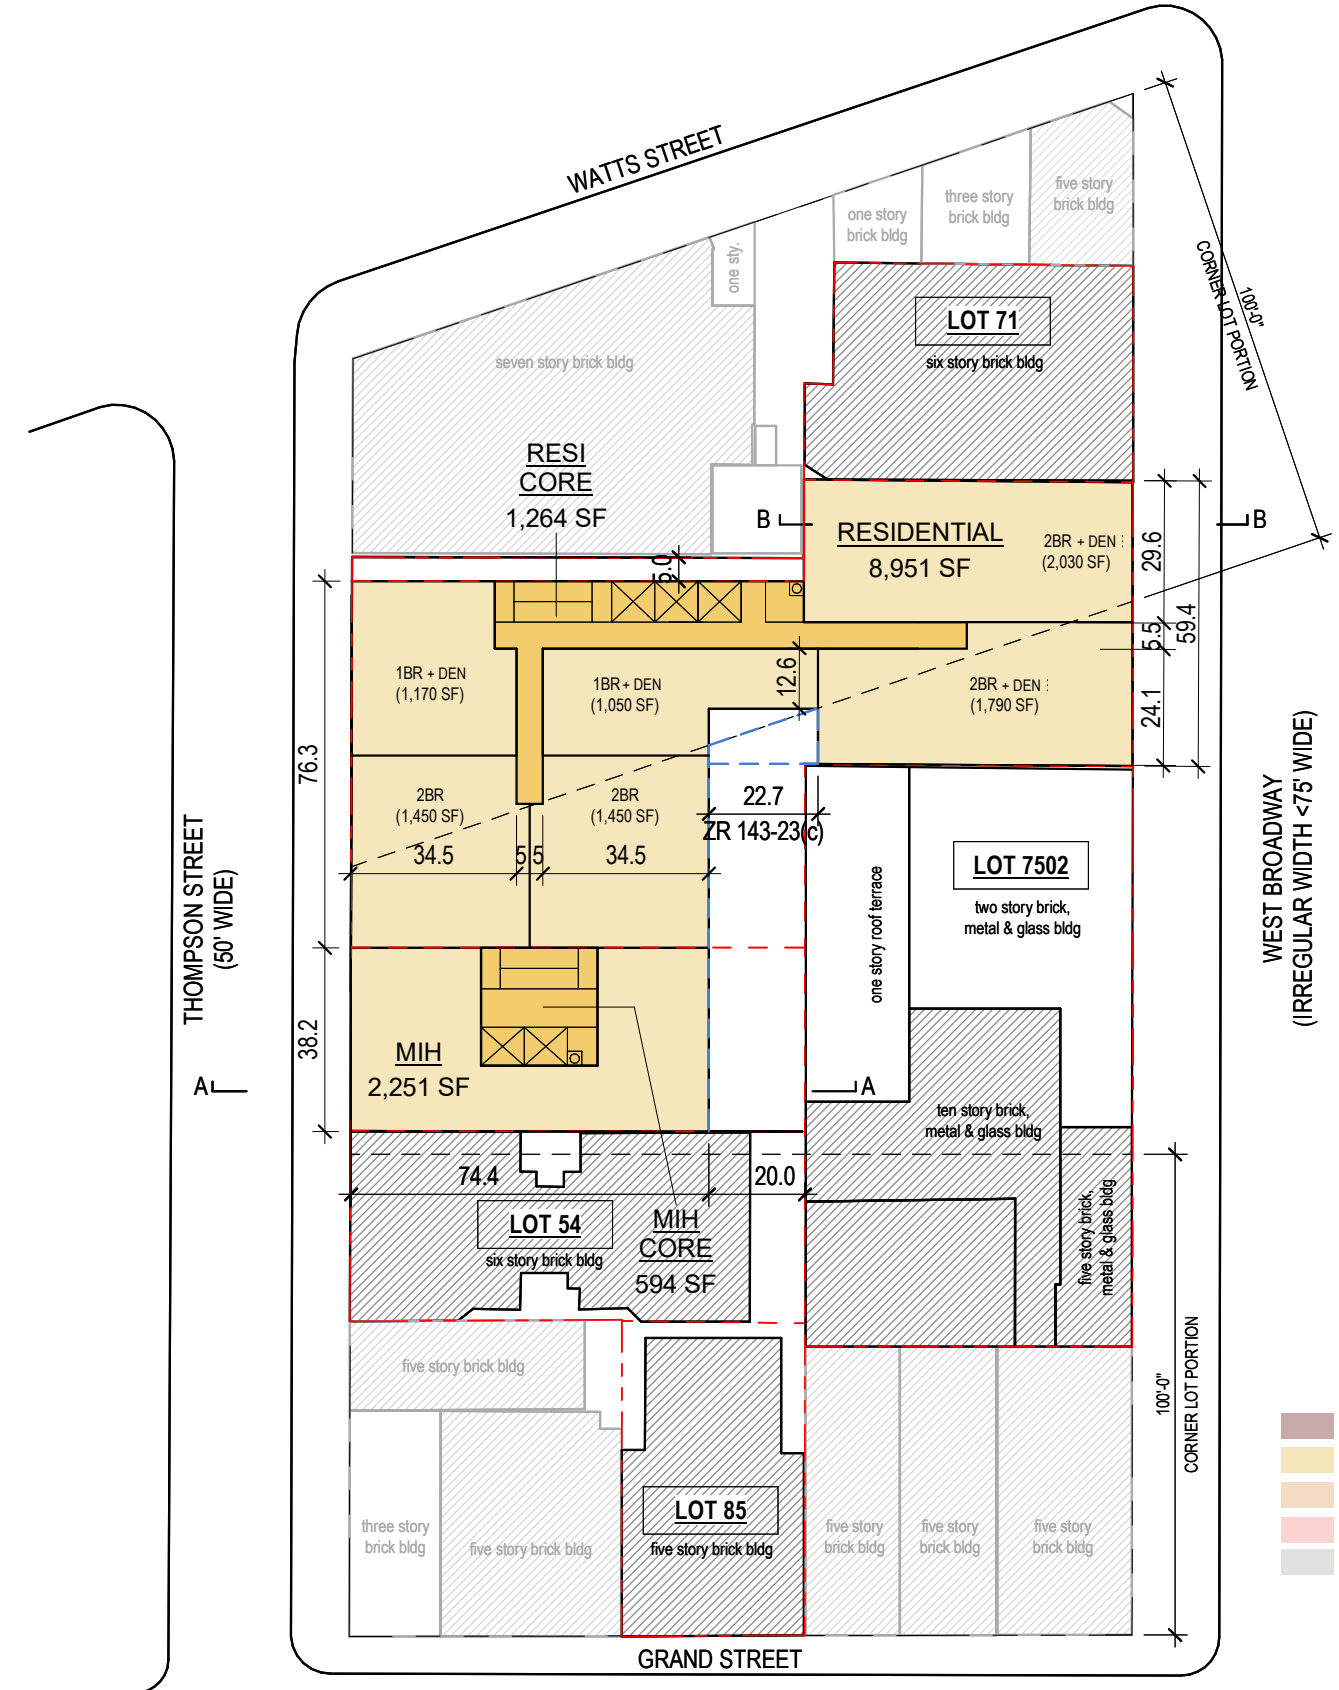 WATTS STREET
five story
brick bldg
three story
brick bldg
one story
brick bldg
one sty.
CORNER LOT PORTION
100'-0"
LOT 71
six story brick bldg
seven story brick bldg
RESI
CORE
1,264 SF
B
RESIDENTIAL
8,951 SF
2BR + DEN
(2,030 SF)
B
5.0
29.6
5.5
59.4
24.1
1BR + DEN
(1,170 SF)
1BR + DEN
(1,050 SF)
12.6
2BR + DEN
(1,790 SF)
76.3
2BR
(1,450 SF)
2BR
(1,450 SF)
22.7
ZR 143-23(c)
34.5
5.5
34.5
THOMPSON STREET
(50' WIDE)
WEST BROADWAY
(IRREGULAR WIDTH <75' WIDE)
LOT 7502
two story brick,
metal & glass bldg
one story roof terrace
38.2
MIH
2,251 SF
A
A
ten story brick,
metal & glass bldg
74.4
20.0
LOT 54
six story brick bldg
MIH
CORE
594 SF
five story brick,
metal & glass bldg
five story brick bldg
100'-0"
CORNER LOT PORTION
LOT 85
five story brick bldg
three story
brick bldg
five story brick bldg
five story
brick bldg
five story
brick bldg
five story
brick bldg
GRAND STREET